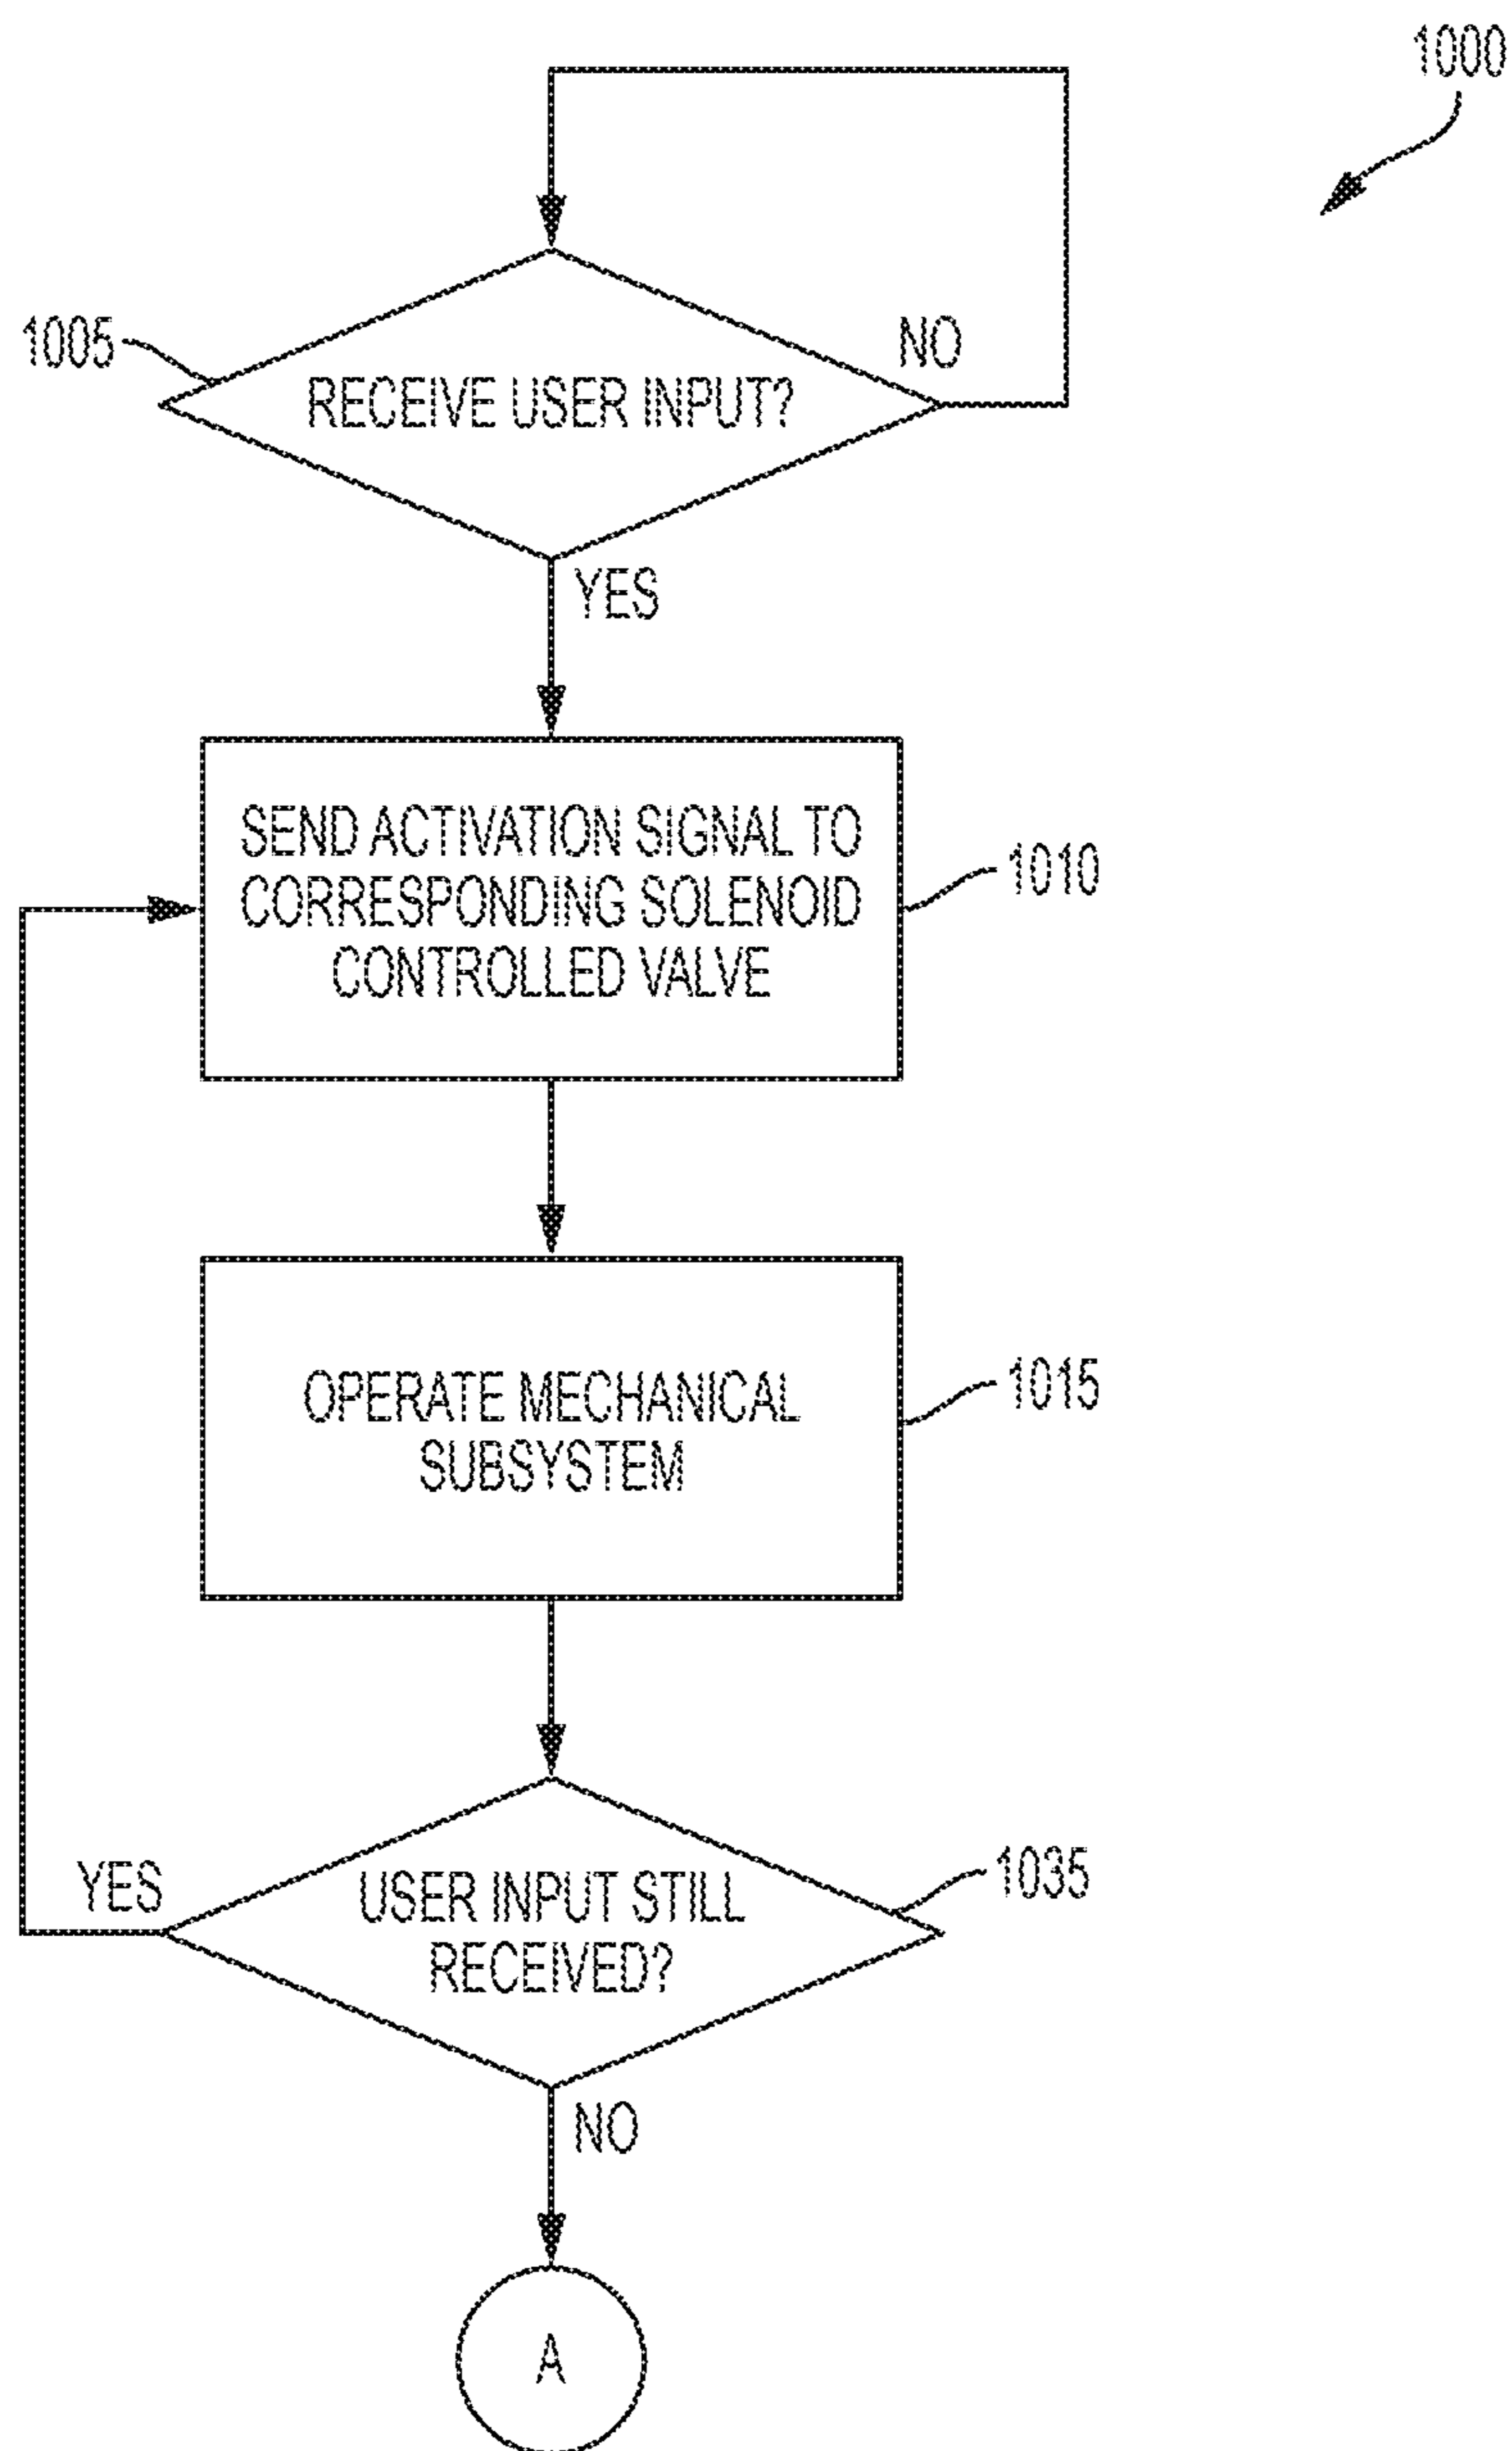 1000
1005
NO
RECEIVE USER INPUT?
YES
SEND ACTIVATION SIGNAL TO
CORRESPONDING SOLENOID
CONTROLLED VALVE
1010
OPERATE MECHANICAL
SUBSYSTEM
1015
YES
USER INPUT STILL
RECEIVED?
1035
NO
A